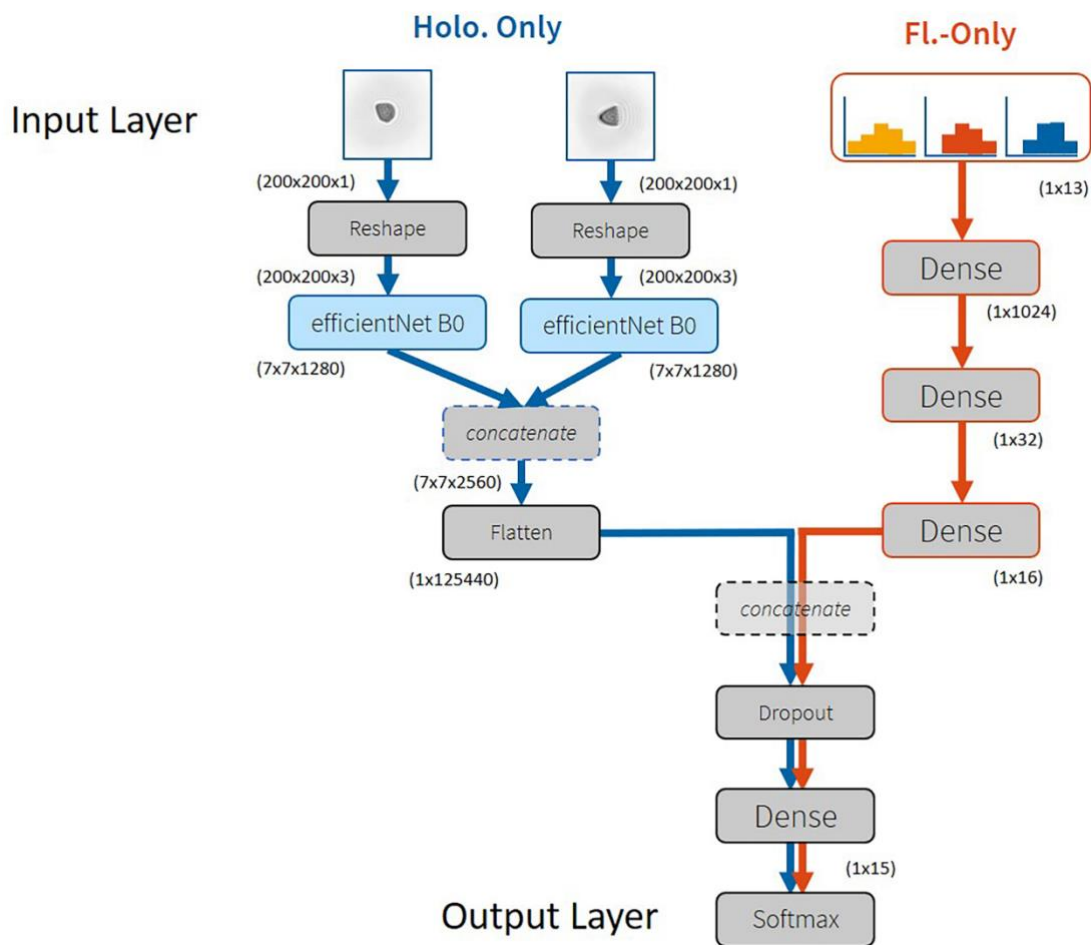 Holo. Only
Fl.-Only
Input Layer
(200x200x1)
(200x200x1)
(1x13)
Reshape
Reshape
(200x200x3)
(200x200x3)
Dense
(1x1024)
efficientNet B0
efficientNet B0
(7x7x1280)
(7x7x1280)
Dense
(1x32)
concatenate
(7x7x2560)
Flatten
Dense
(1x125440)
(1x16)
concatenate
Dropout
Dense
(1x15)
Output Layer
Softmax